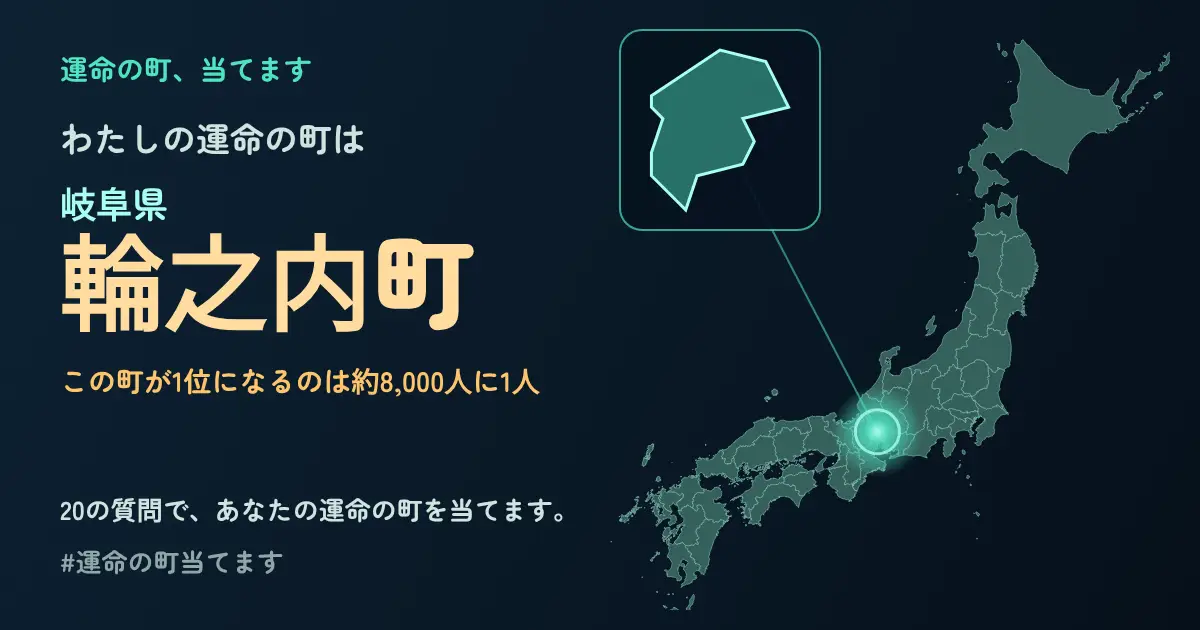 運命の町、当てます
わたしの運命の町は
岐阜県
輪之内町
この町が1位になるのは約8,000人に1人
20の質問で、あなたの運命の町を当てます。
#運命の町当てます